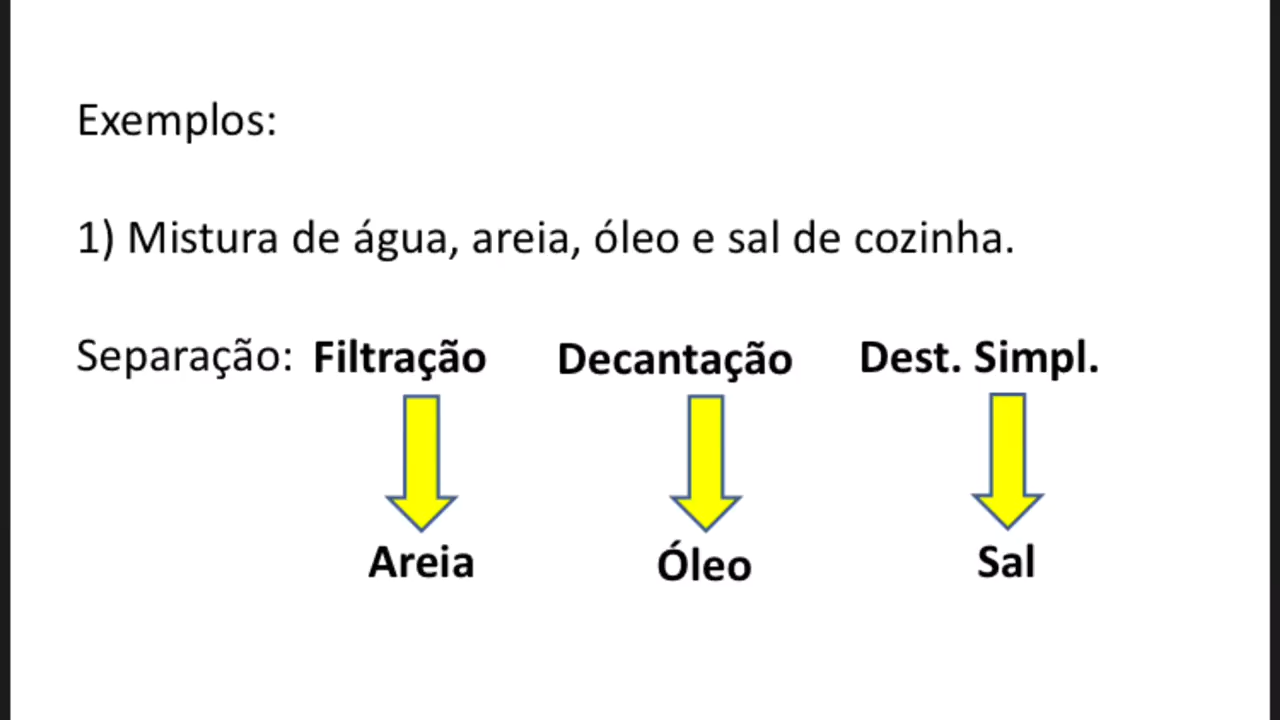 Exemplos:
1) Mistura de água, areia, óleo e sal de cozinha.
Separação: Filtração Decantação Dest. Simpl.
Areia Óleo Sal